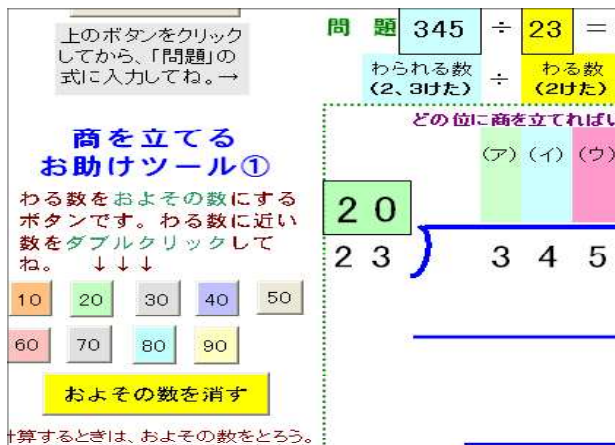 上のボタンをクリック
してから、「問題」の
式に入力してね。→
問 題 345 ÷ 23 =
わられる数 ÷ わる数
(2、3けた) (2けた)
どの位に商を立てればい
商を立てる
お助けツール①
わる数をおよその数にする
ボタンです。わる数に近い
数をダブルクリックして
ね。 ↓↓↓
10 20 30 40 50
60 70 80 90
およその数を消す
計算するときは、およその数をとろう。
(ア) (イ) (ウ)
20
23 345